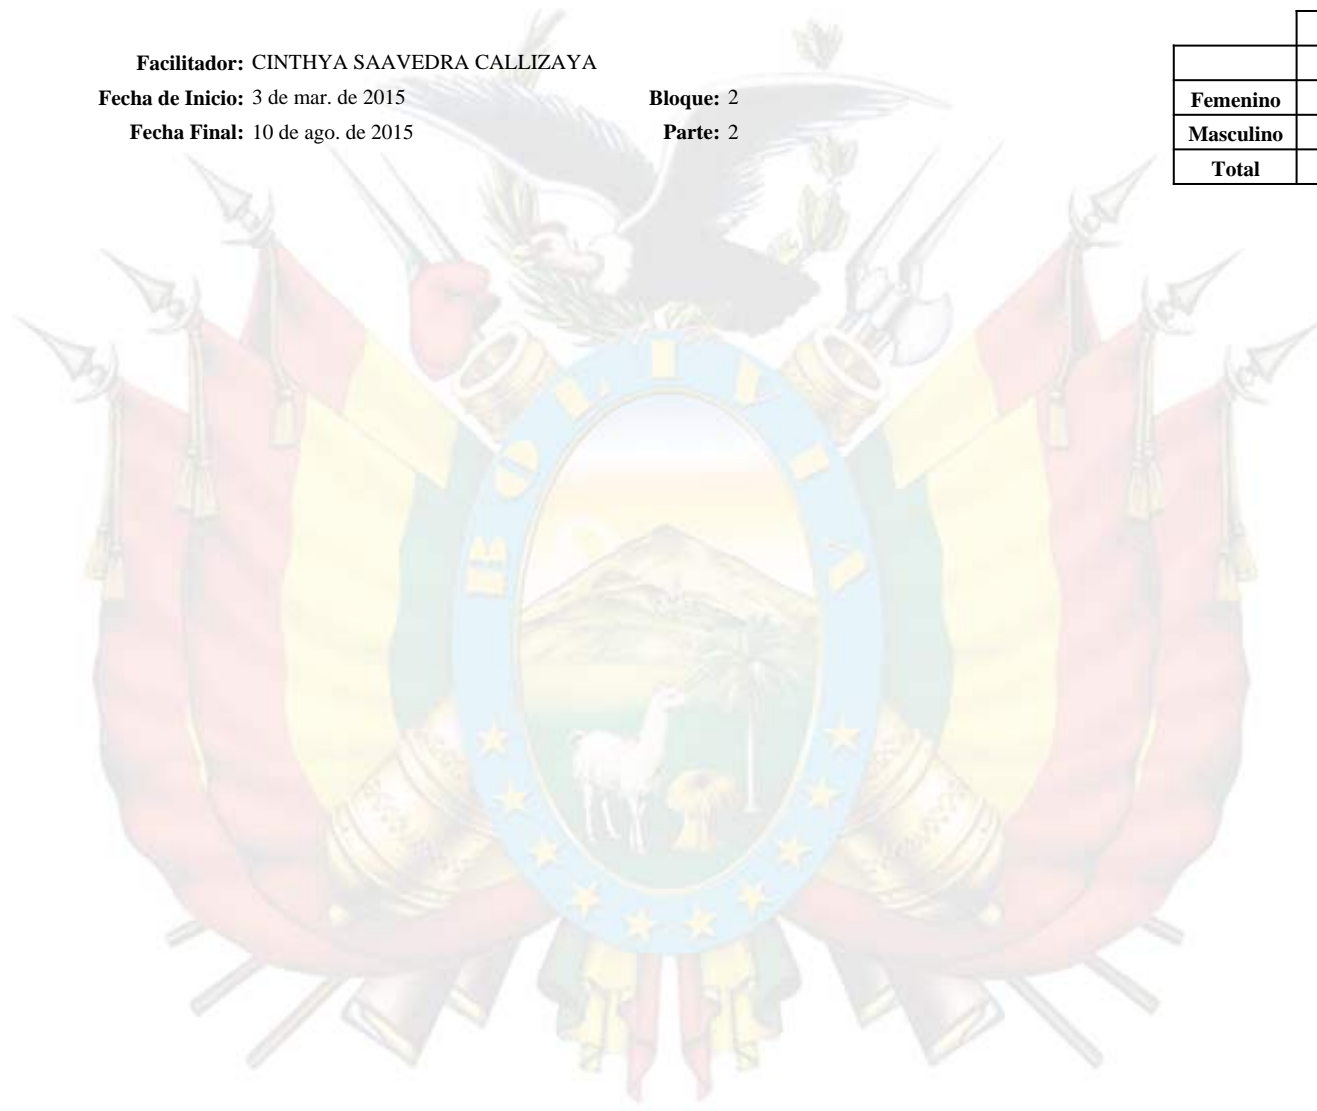 Facilitador: CINTHYA SAAVEDRA CALLIZAYA
Fecha de Inicio: 3 de mar. de 2015 Bloque: 2
Fecha Final: 10 de ago. de 2015 Parte: 2
Femenino
Masculino
Total
BOLIVIA